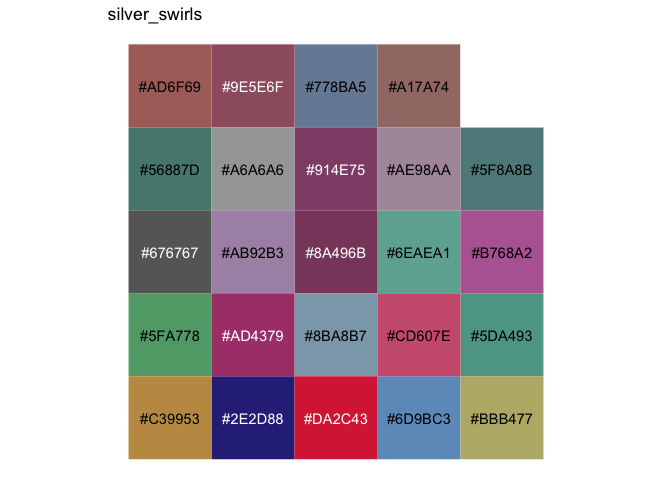 silver_swirls
#AD6F69 #9E5E6F #778BA5 #A17A74
#56887D #A6A6A6 #914E75 #AE98AA #5F8A8B
#676767 #AB92B3 #8A496B #6EAEA1 #B768A2
#5FA778 #AD4379 #8BA8B7 #CD607E #5DA493
#C39953 #2E2D88 #DA2C43 #6D9BC3 #BBB477